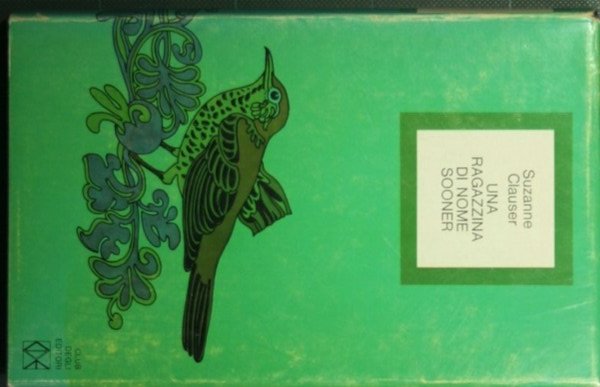 Suzanne
Clauser
UNA
RAGAZZINA
DI NOME
SOONER
CLUB
DEGLI
EDITORI